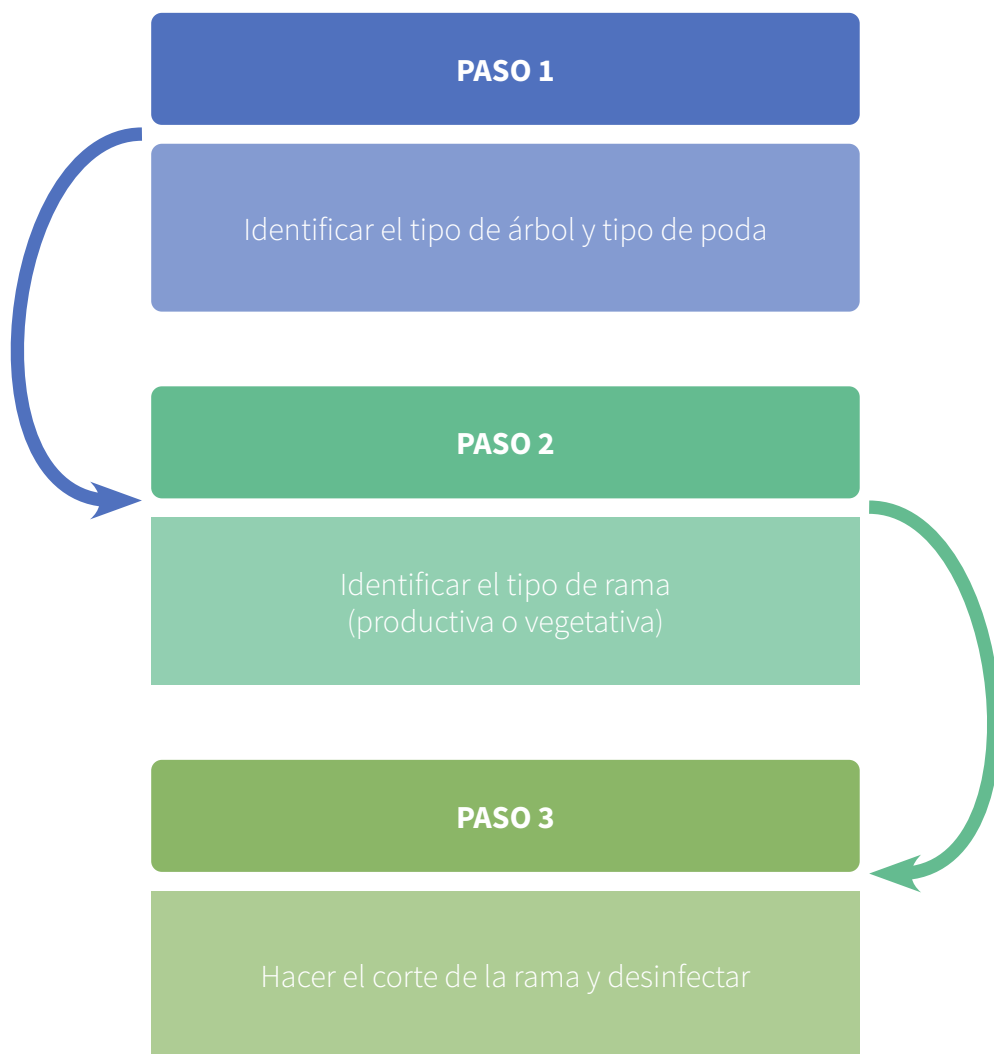 PASO 1
Identificar el tipo de árbol y tipo de poda
PASO 2
Identificar el tipo de rama
(productiva o vegetativa)
PASO 3
Hacer el corte de la rama y desinfectar